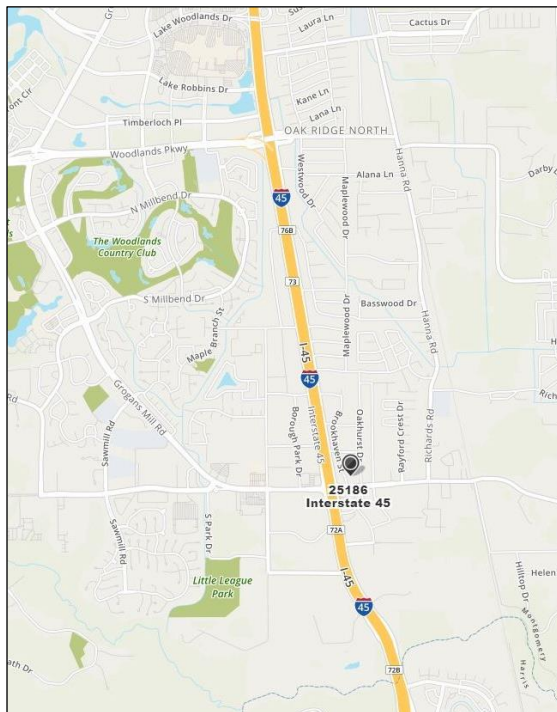 Lake Woodlands Dr
Laura Ln
Cactus Dr
Lake Robbins Dr
Kane Ln
Lana Ln
Timberloch Pl
OAK RIDGE NORTH
Woodlands Pkwy
Westwood Dr
Maplewood Dr
Alana Ln
Hanna Rd
Darby L
N Millbend Dr
45
76B
The Woodlands
Country Club
73
S Millbend Dr
Basswood Dr
Maplewood Dr
Hanna Rd
Maple Branch St
I-45
45
Grogans Mill Rd
Rd
Sawmill Rd
Borough Park Dr
Interstate 45
Brookhaven St
Oakhurst Dr
Rayford Crest Dr
Richards Rd
25186
Interstate 45
72A
Sawmill Rd
S Park Dr
I-45
Little League
Park
45
Hilltop Dr
Helen
Montgomery
Harris
72B
ath Dr